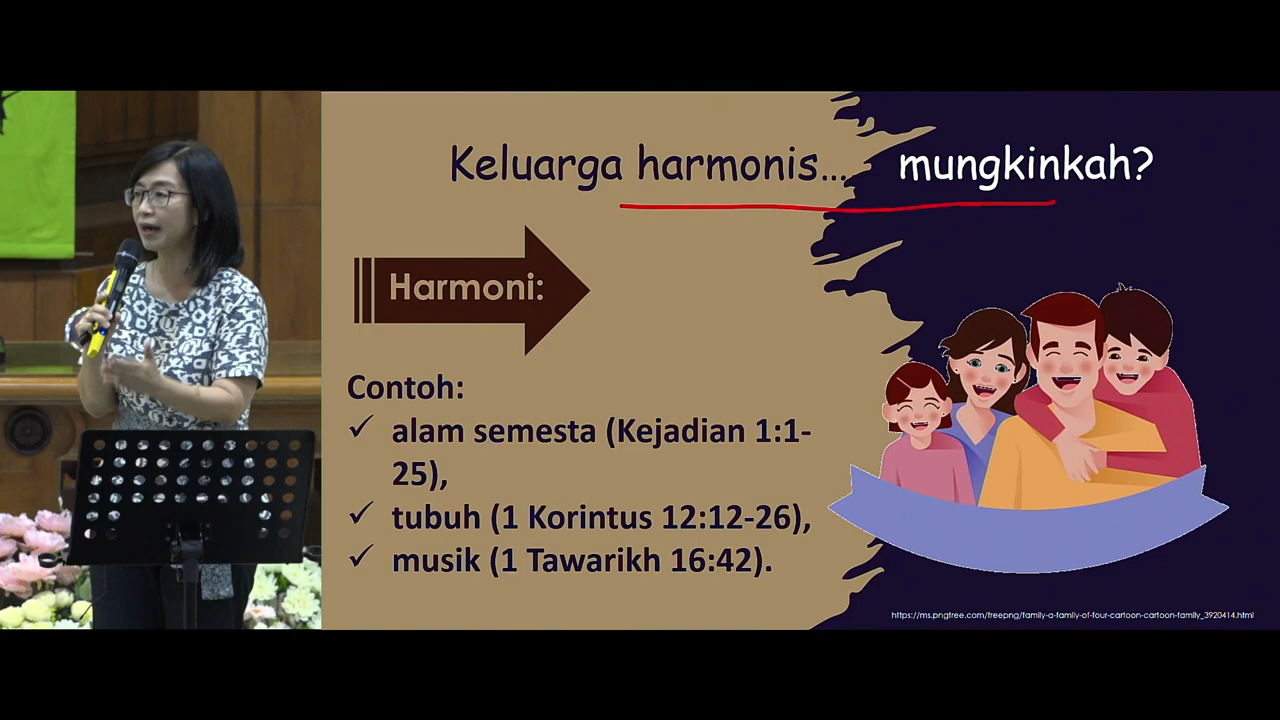 Keluarga harmonis... mungkinkah?
Harmoni:
Contoh:
✓ alam semesta (Kejadian 1:1-
25),
✓ tubuh (1 Korintus 12:12-26),
✓ musik (1 Tawarikh 16:42).
https://ms.pngtree.com/freepng/family-a-family-of-four-cartoon-cartoon-family_3920414.html